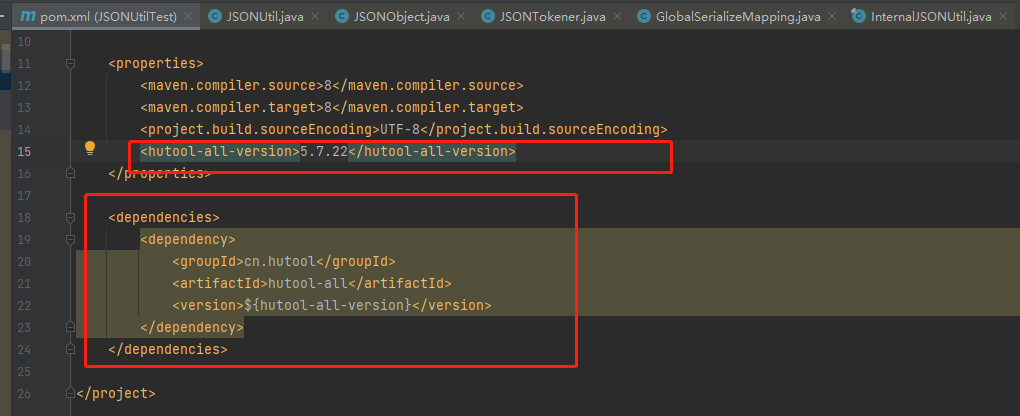 pom.xml (JSONUtilTest)
JSONUtil.java
JSONObject.java
JSONTokener.java
GlobalSerializeMapping.java
InternalJSONUtil.java
10
11 <properties>
12 <maven.compiler.source>8</maven.compiler.source>
13 <maven.compiler.target>8</maven.compiler.target>
14 <project.build.sourceEncoding>UTF-8</project.build.sourceEncoding>
15 <hutool-all-version>5.7.22</hutool-all-version>
16 </properties>
17
18 <dependencies>
19 <dependency>
20 <groupId>cn.hutool</groupId>
21 <artifactId>hutool-all</artifactId>
22 <version>${hutool-all-version}</version>
23 </dependency>
24 </dependencies>
25
26 </project>